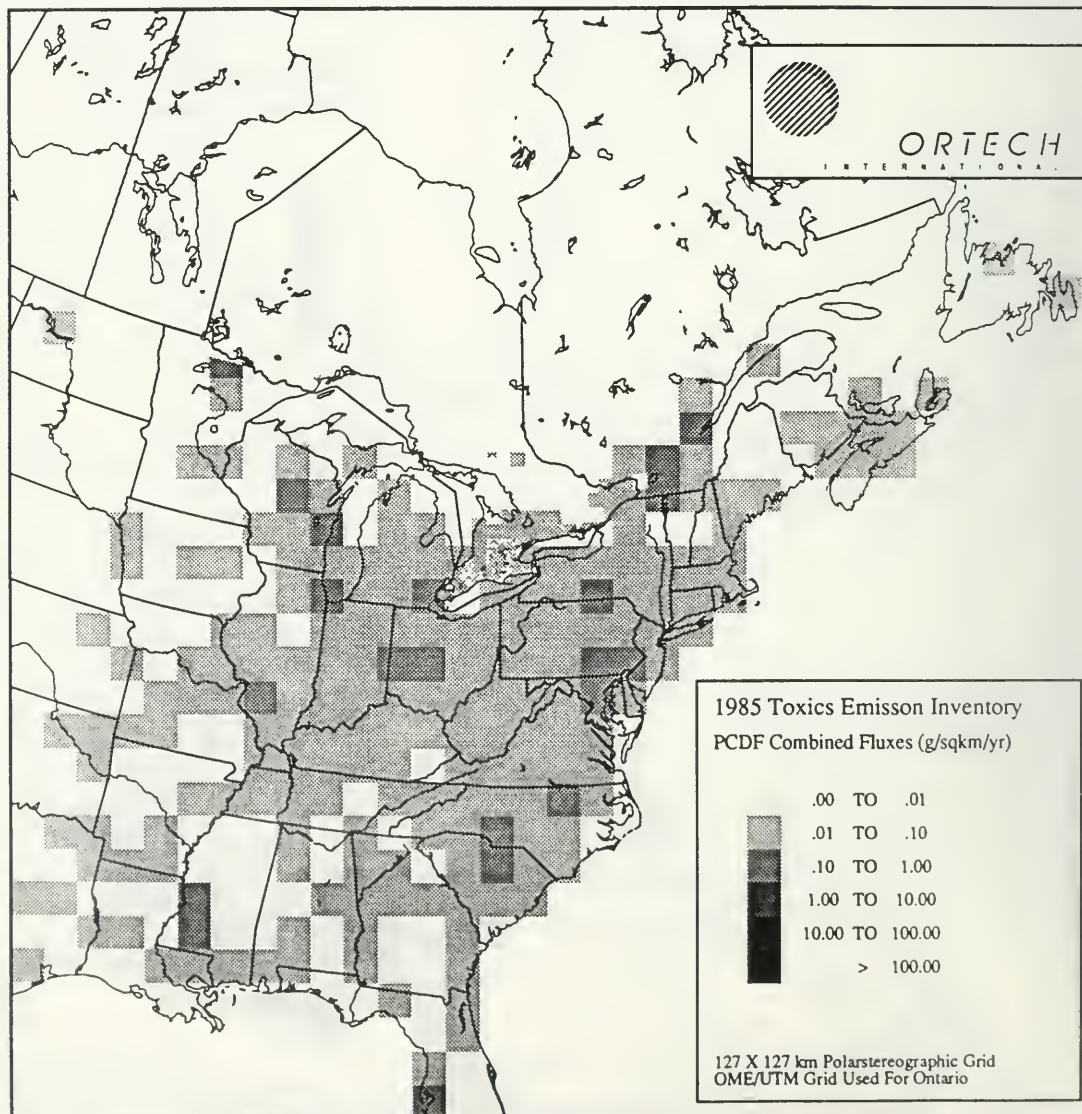 ORTECH
INTERNATIONAL
1985 Toxics Emisson Inventory
PCDF Combined Fluxes (g/sqkm/yr)
.00 TO .01
.01 TO .10
.10 TO 1.00
1.00 TO 10.00
10.00 TO 100.00
> 100.00
127 X 127 km Polarstereographic Grid
OME/UTM Grid Used For Ontario